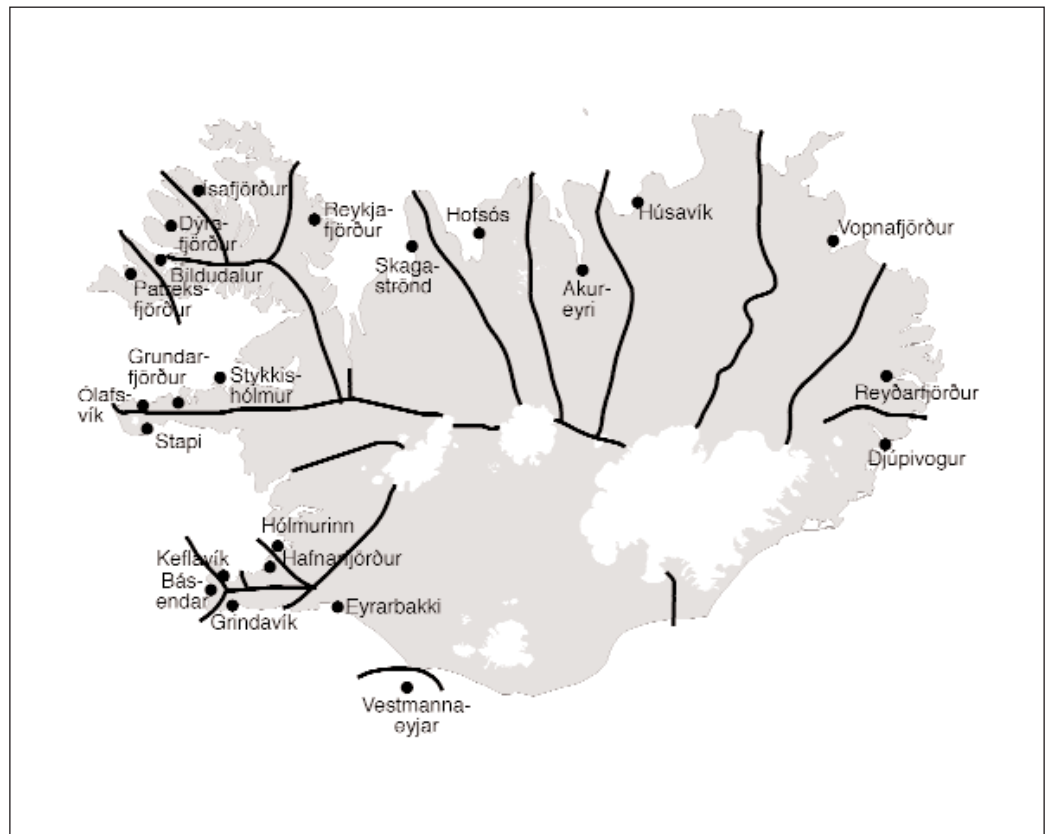 Ísafjörður
Dýra-
fjörður
Bíldudalur
Patreks-
fjörður
Reykja-
fjörður
Skaga-
strönd
Hofsós
Akur-
eyri
Húsavík
Vopnafjörður
Grundar-
fjörður
Stykkis-
hólmur
Ólafs-
vík
Stapi
Reyðarfjörður
Djúpivogur
Hólmurinn
Hafnarfjörður
Keflavík
Bás-
endar
Grindavík
Eyrarbakki
Vestmanna-
eyjar